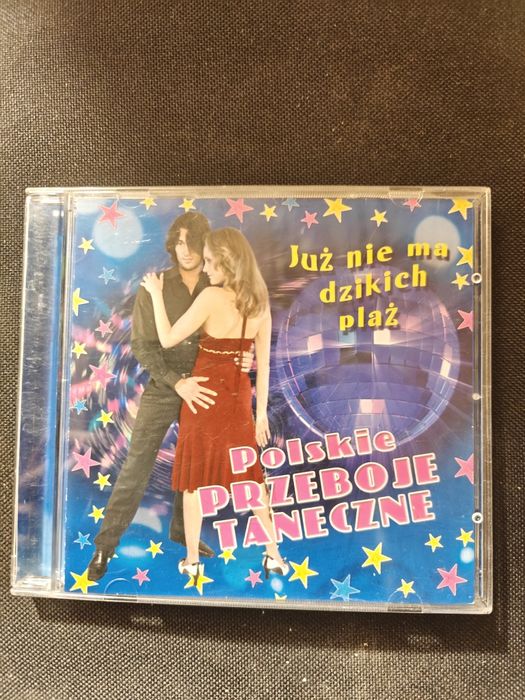 Już nie ma
dzikich
plaż
Polskie
PRZEBOJE
TANECZNE